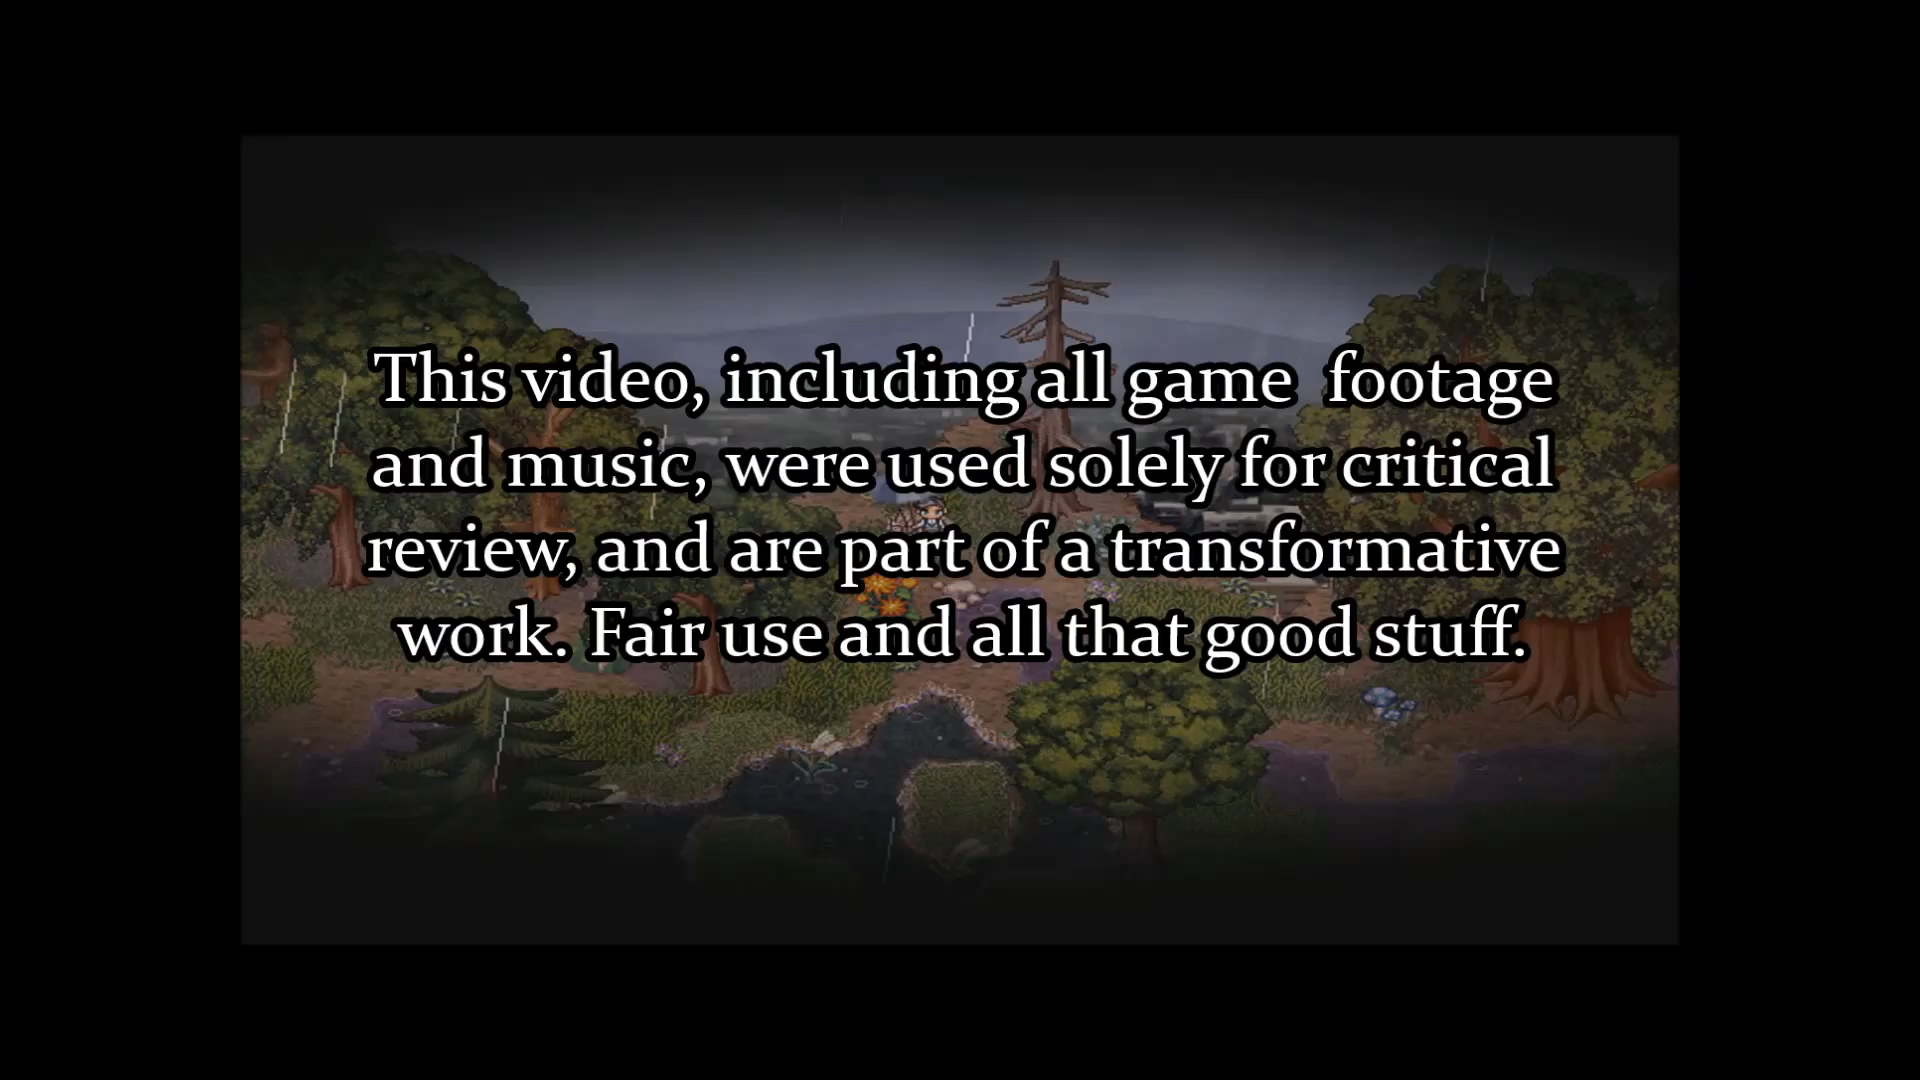 This video, including all game  footage
and music, were used solely for critical
review, and are part of a transformative
work. Fair use and all that good stuff.